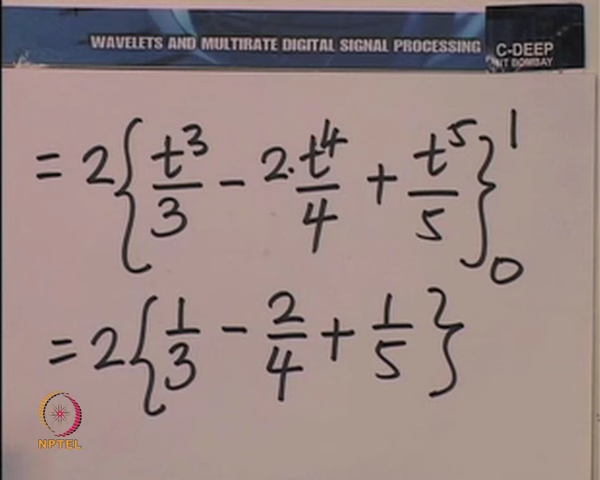 WAVELETS AND MULTIRATE DIGITAL SIGNAL PROCESSING
C-DEEP
IIT BOMBAY
= 2{t³/3 - 2·t⁴/4 + t⁵/5}₀¹
= 2{1/3 - 2/4 + 1/5}
NPTEL